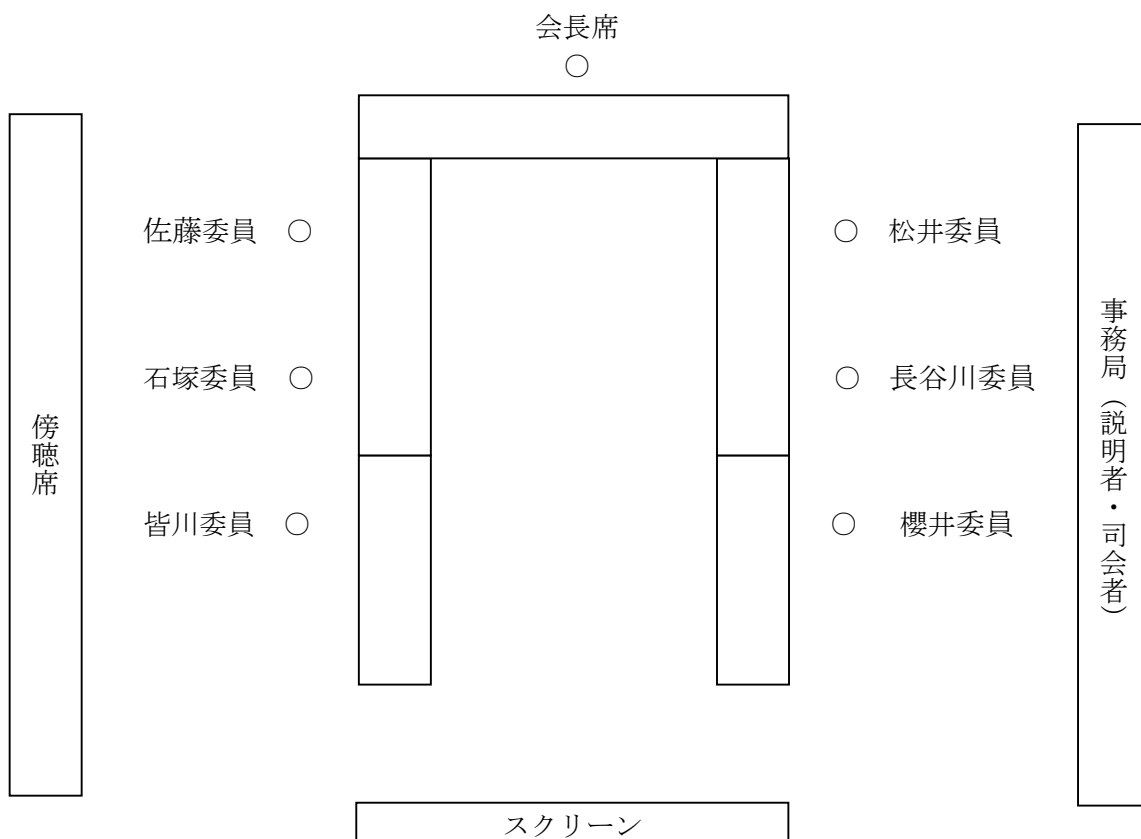 会長席
○
佐藤委員 ○
○ 松井委員
石塚委員 ○
○ 長谷川委員
皆川委員 ○
○ 櫻井委員
傍聴席
事務局（説明者・司会者）
スクリーン